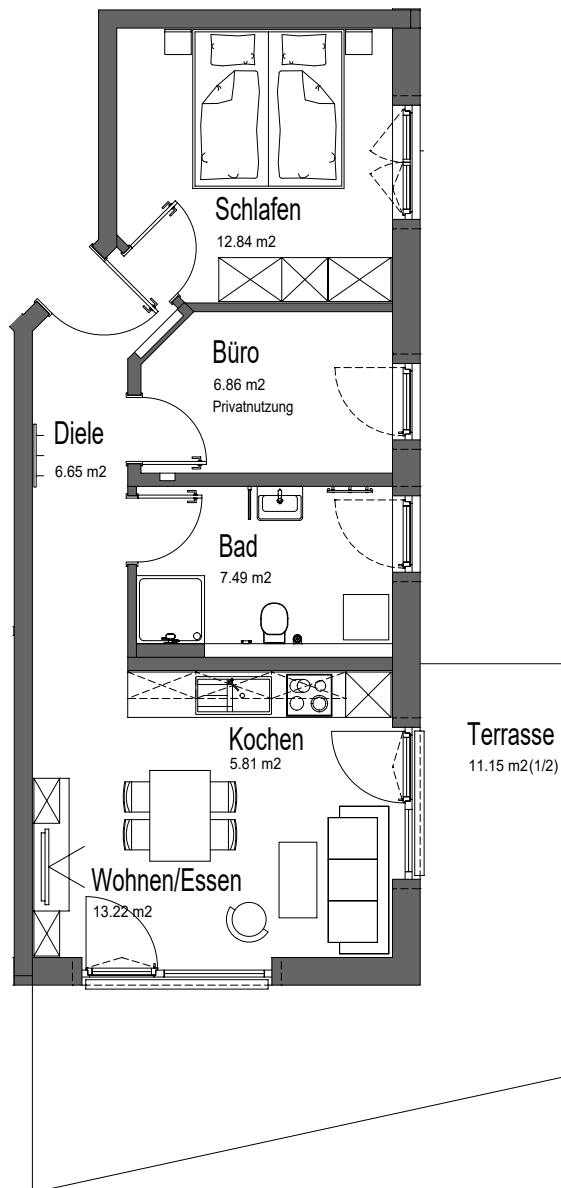 Schlafen
12.84 m2
Büro
6.86 m2
Privatnutzung
Diele
6.65 m2
Bad
7.49 m2
Kochen
5.81 m2
Terrasse
11.15 m2(1/2)
Wohnen/Essen
13.22 m2